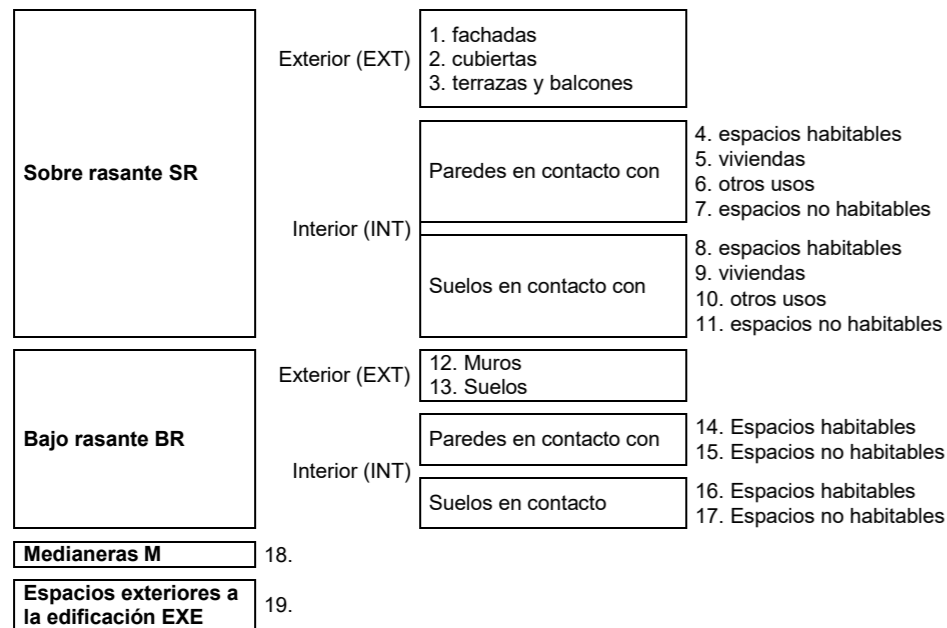 Sobre rasante SR
Exterior (EXT)
1. fachadas
2. cubiertas
3. terrazas y balcones
Interior (INT)
Paredes en contacto con
4. espacios habitables
5. viviendas
6. otros usos
7. espacios no habitables
Suelos en contacto con
8. espacios habitables
9. viviendas
10. otros usos
11. espacios no habitables
Bajo rasante BR
Exterior (EXT)
12. Muros
13. Suelos
Interior (INT)
Paredes en contacto con
14. Espacios habitables
15. Espacios no habitables
Suelos en contacto
16. Espacios habitables
17. Espacios no habitables
Medianeras M
18.
Espacios exteriores a
la edificación EXE
19.